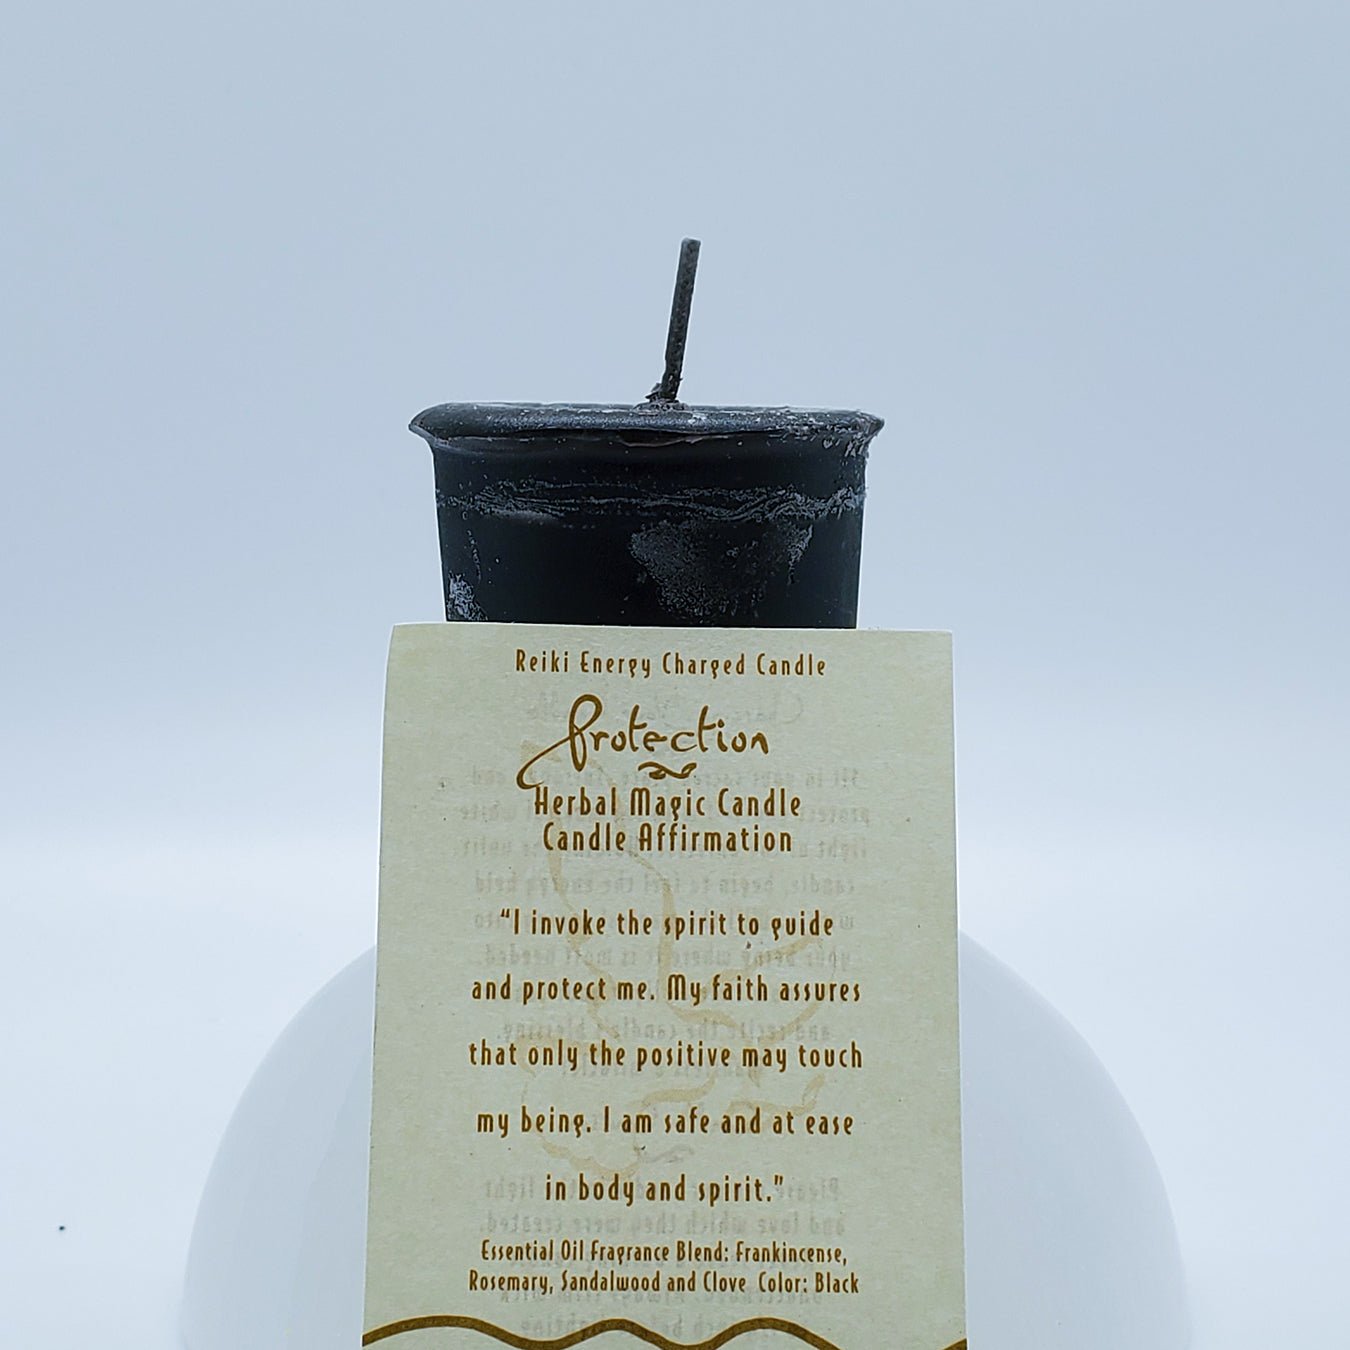 Reiki Energy Charged Candle
Protection
Herbal Magic Candle
Candle Affirmation
"I invoke the spirit to guide
and protect me. My faith assures
that only the positive may touch
my being. I am safe and at ease
in body and spirit."
Essential Oil Fragrance Blend: Frankincense,
Rosemary, Sandalwood and Clove Color: Black